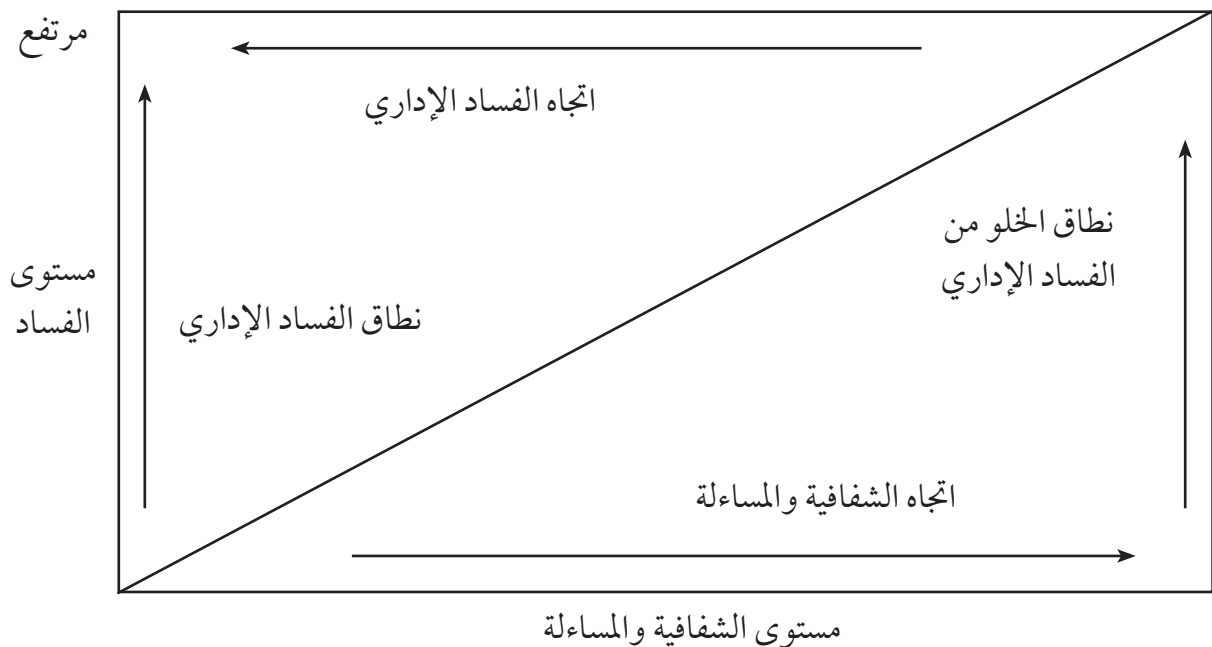 مرتفع
اتجاه الفساد الإداري
نطاق الخلو من
الفساد الإداري
مستوى
الفساد
نطاق الفساد الإداري
اتجاه الشفافية والمساءلة
مستوى الشفافية والمساءلة